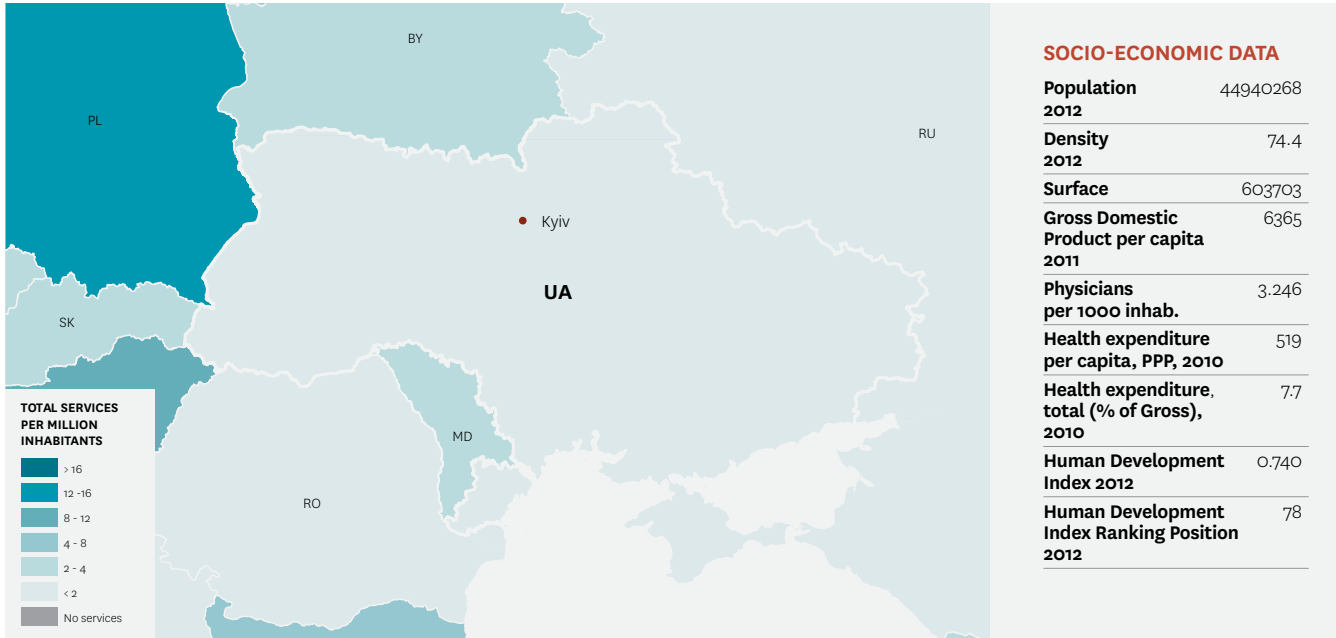 BY
PL
RU
Kyiv
UA
SK
MD
RO
TOTAL SERVICES
PER MILLION
INHABITANTS
> 16
12 -16
8 - 12
4 - 8
2 - 4
< 2
No services
SOCIO-ECONOMIC DATA
Population 44940268
2012
Density 74.4
2012
Surface 603703
Gross Domestic 6365
Product per capita
2011
Physicians 3.246
per 1000 inhab.
Health expenditure 519
per capita, PPP, 2010
Health expenditure, 7.7
total (% of Gross),
2010
Human Development 0.740
Index 2012
Human Development 78
Index Ranking Position
2012